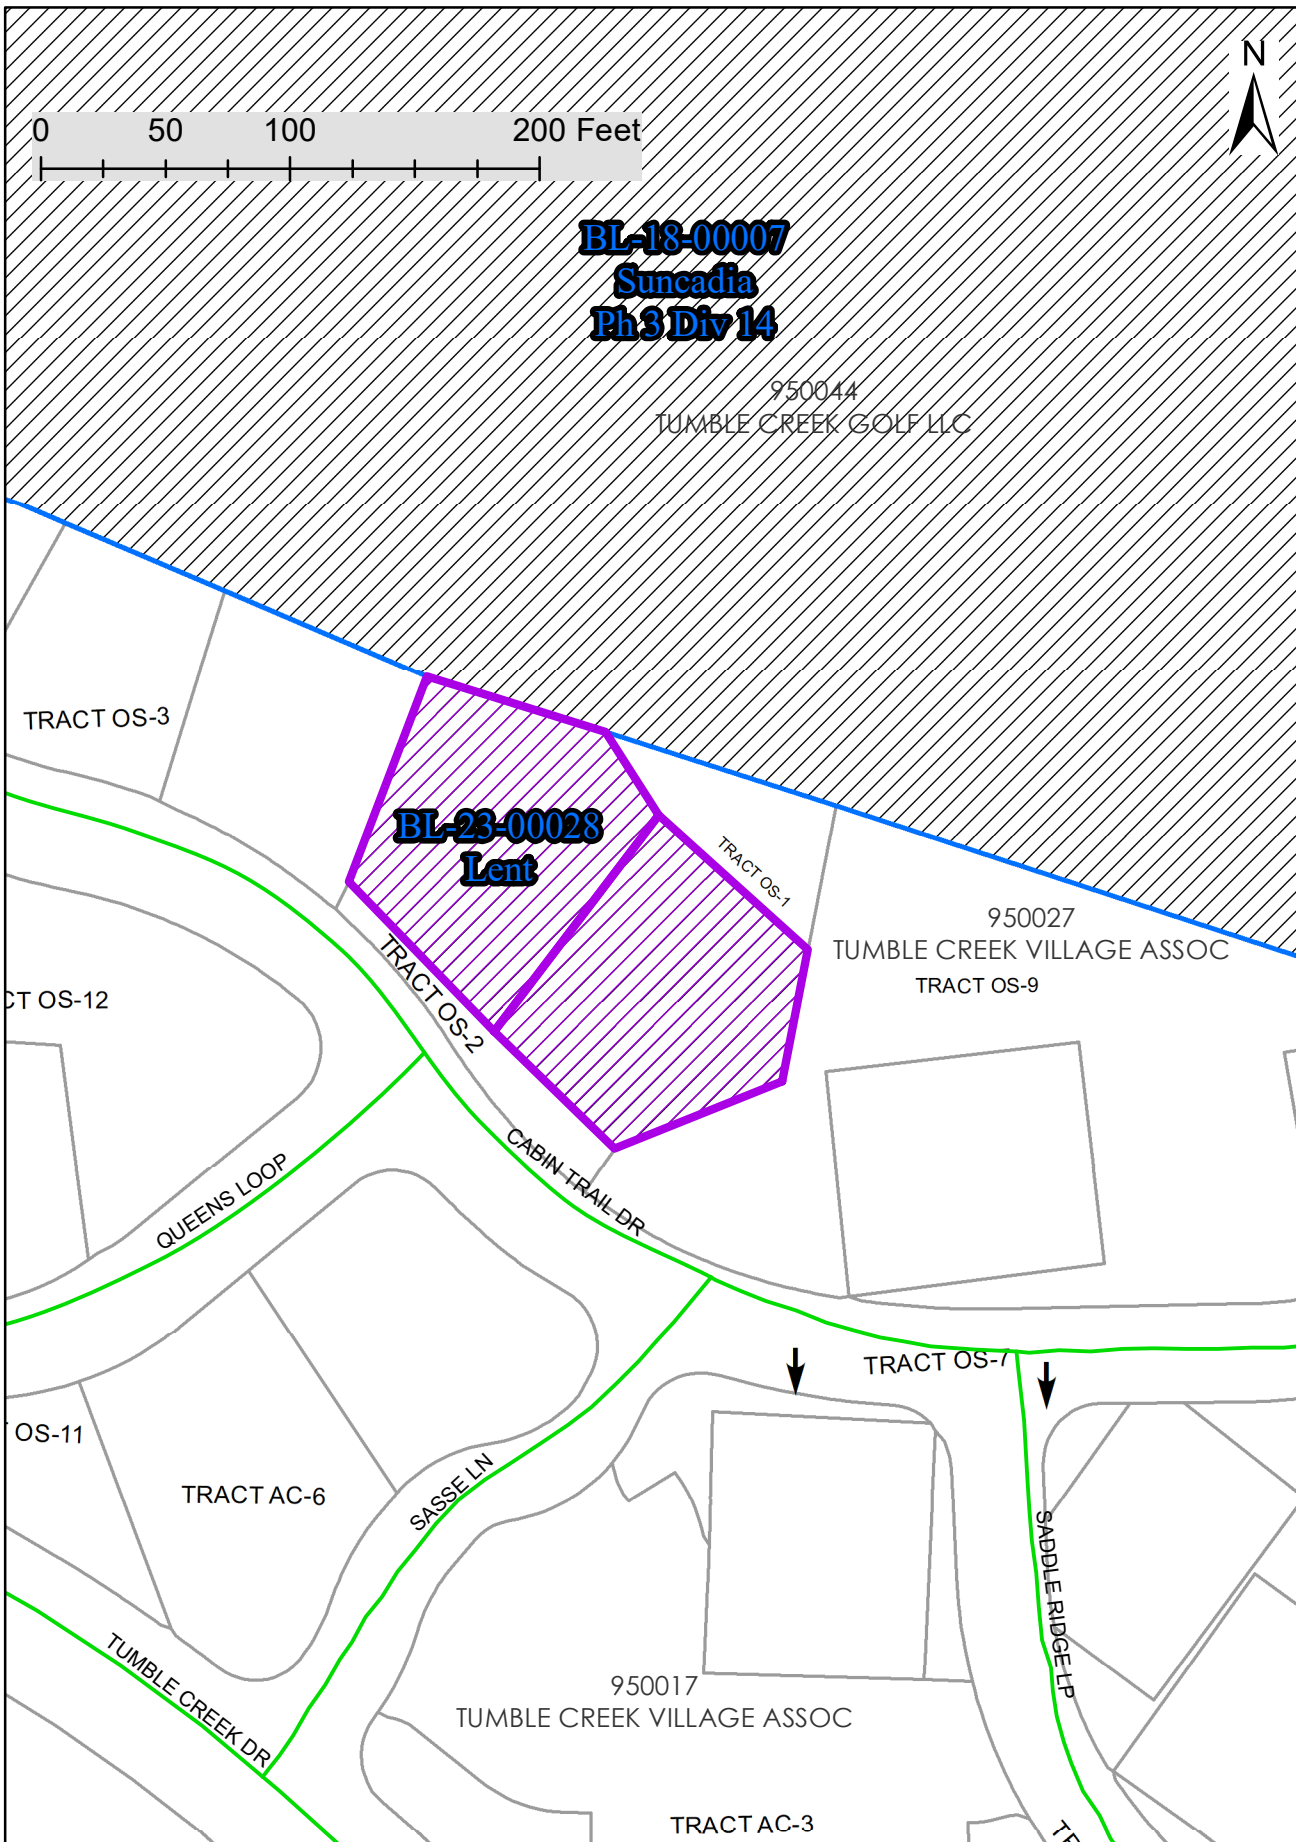 N
0 50 100 200 Feet
BL-18-00007
Suncadia
Ph 3 Div 14
950044
TUMBLE CREEK GOLF LLC
TRACT OS-3
BL-23-00028
Lent
TRACT OS-1
950027
TUMBLE CREEK VILLAGE ASSOC
TRACT OS-9
TRACT OS-2
CT OS-12
CABIN TRAIL DR
QUEENS LOOP
TRACT OS-7
OS-11
TRACT AC-6
SASSE LN
SADDLE RIDGE LP
TUMBLE CREEK DR
950017
TUMBLE CREEK VILLAGE ASSOC
TRACT AC-3